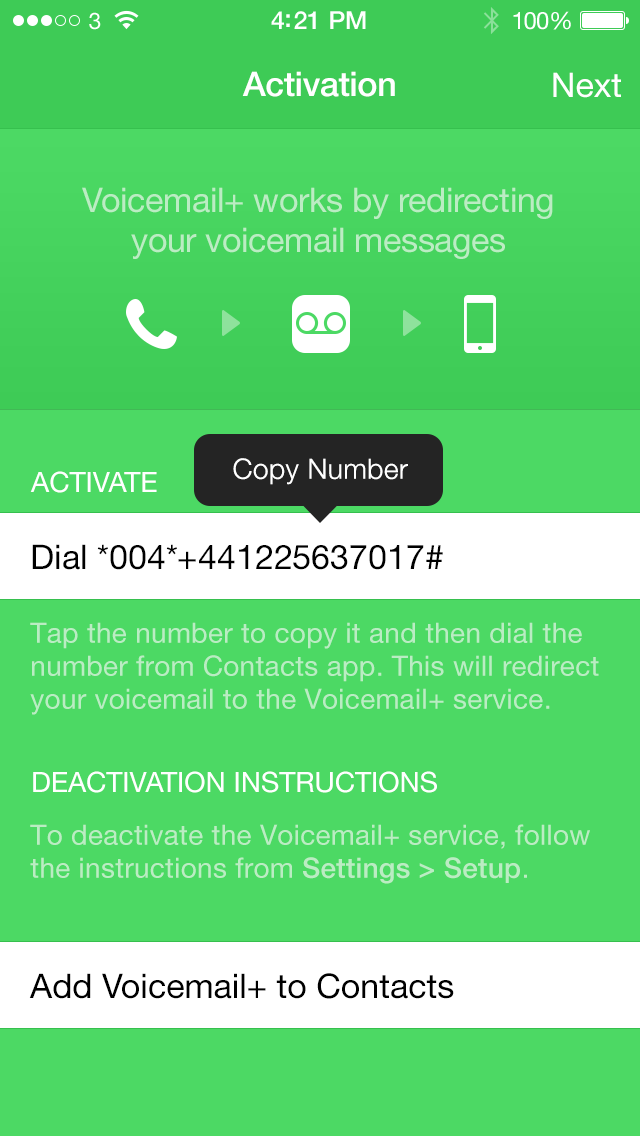 3 4:21 PM 100%
Activation Next
Voicemail+ works by redirecting
your voicemail messages
Copy Number
ACTIVATE
Dial *004*+441225637017#
Tap the number to copy it and then dial the
number from Contacts app. This will redirect
your voicemail to the Voicemail+ service.
DEACTIVATION INSTRUCTIONS
To deactivate the Voicemail+ service, follow
the instructions from Settings > Setup.
Add Voicemail+ to Contacts